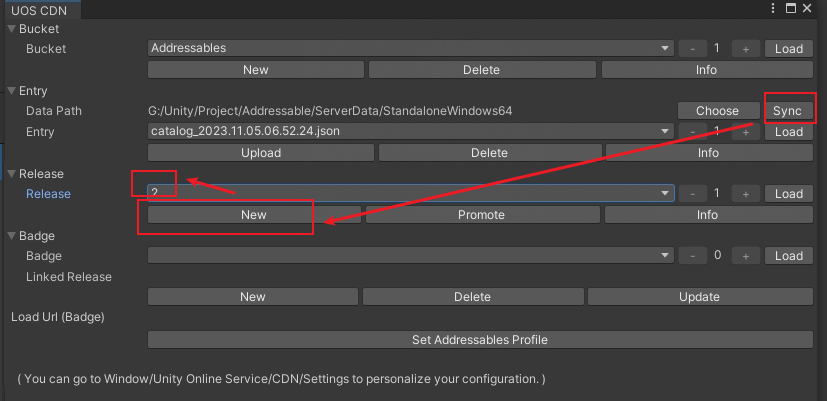 UOS CDN
Bucket
Bucket Addressables - 1 + Load
New Delete Info
Entry
Data Path G:/Unity/Project/Addressable/ServerData/StandaloneWindows64 Choose Sync
Entry catalog_2023.11.05.06.52.24.json - 1 + Load
Upload Delete Info
Release
Release 2 - 1 + Load
New Promote Info
Badge
Badge - 0 + Load
Linked Release
New Delete Update
Load Url (Badge)
Set Addressables Profile
( You can go to Window/Unity Online Service/CDN/Settings to personalize your configuration. )